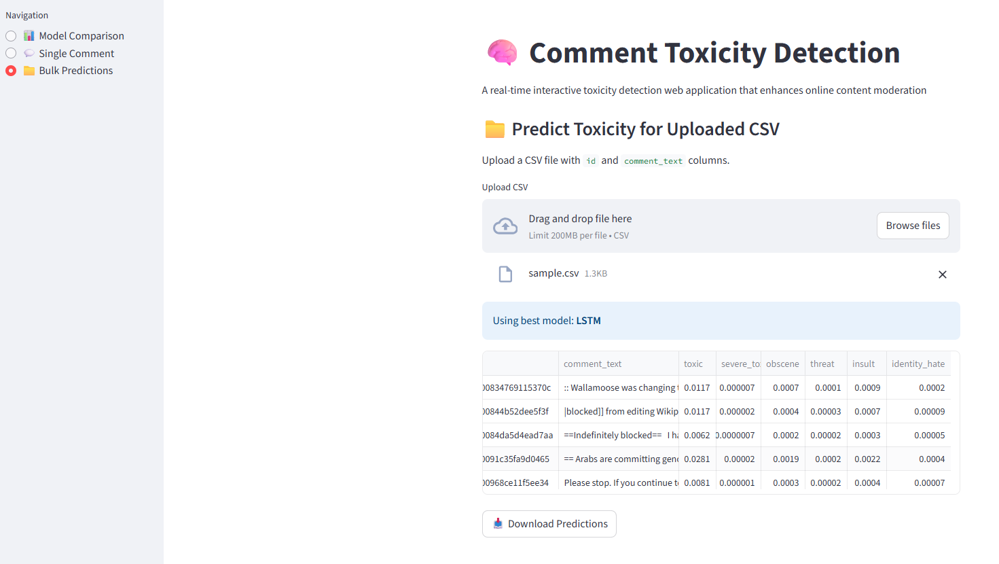 Navigation
Model Comparison
Single Comment
Bulk Predictions
Comment Toxicity Detection
A real-time interactive toxicity detection web application that enhances online content moderation
Predict Toxicity for Uploaded CSV
Upload a CSV file with id and comment_text columns.
Upload CSV
Drag and drop file here
Limit 200MB per file • CSV
Browse files
sample.csv 1.3KB
Using best model: LSTM
comment_text toxic severe_to obscene threat insult identity_hate
00834769115370c :: Wallamoose was changing 0.0117 0.000007 0.0007 0.0001 0.0009 0.0002
00844b52dee5f3f |blocked]] from editing Wikip 0.0117 0.000002 0.0004 0.00003 0.0007 0.00009
0084da5d4ead7aa ==Indefinitely blocked== I ha 0.0062 0.0000007 0.0002 0.00002 0.0003 0.00005
0091c35fa9d0465 == Arabs are committing geno 0.0281 0.00002 0.0019 0.0002 0.0022 0.0004
00968ce11f5ee34 Please stop. If you continue to 0.0081 0.000001 0.0003 0.00002 0.0004 0.00007
Download Predictions